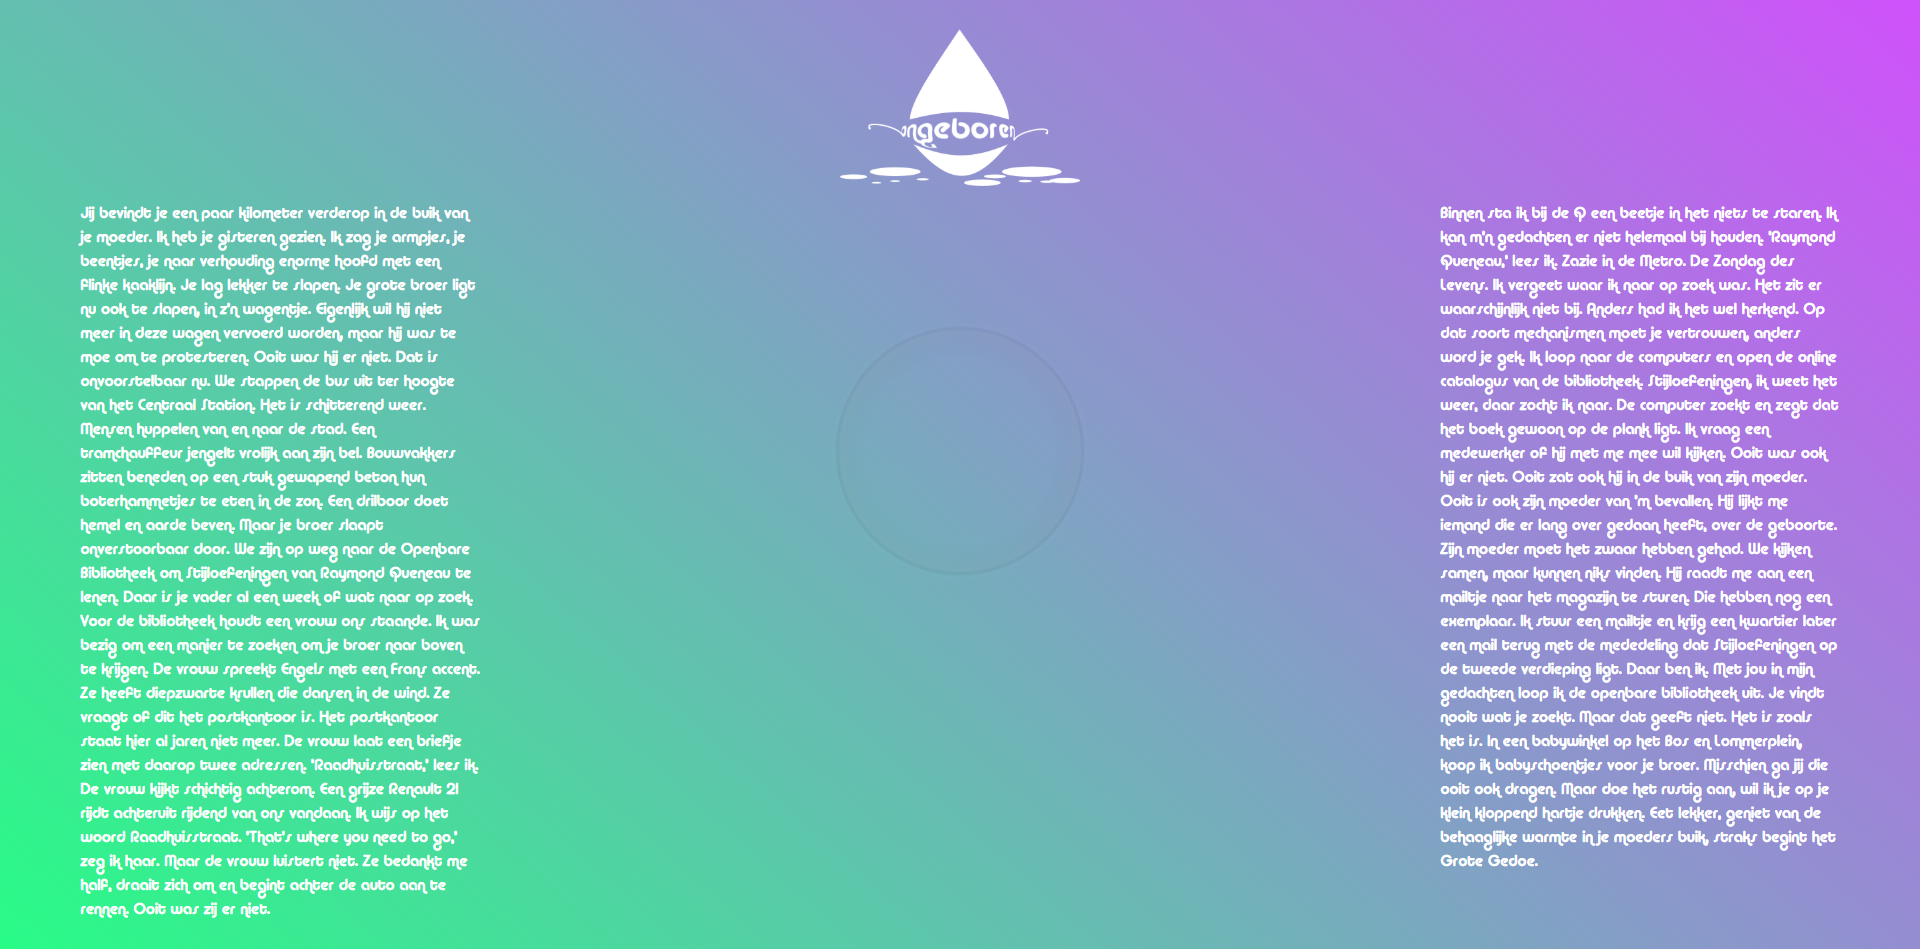 ongeboren
Jij bevindt je een paar kilometer verderop in de buik van
je moeder. Ik heb je gisteren gezien. Ik zag je armpjes, je
beentjes, je naar verhouding enorme hoofd met een
flinke kaaklijn. Je lag lekker te slapen. Je grote broer ligt
nu ook te slapen, in z'n wagentje. Eigenlijk wil hij niet
meer in deze wagen vervoerd worden, maar hij was te
moe om te protesteren. Ooit was hij er niet. Dat is
onvoorstelbaar nu. We stappen de bus uit ter hoogte
van het Centraal Station. Het is schitterend weer.
Mensen huppelen van en naar de stad. Een
tramchauffeur jengelt vrolijk aan zijn bel. Bouwvakkers
zitten beneden op een stuk gewapend beton hun
boterhammetjes te eten in de zon. Een drilboor doet
hemel en aarde beven. Maar je broer slaapt
onverstoorbaar door. We zijn op weg naar de Openbare
Bibliotheek om Stijloefeningen van Raymond Queneau te
lenen. Daar is je vader al een week of wat naar op zoek.
Voor de bibliotheek houdt een vrouw ons staande. Ik was
bezig om een manier te zoeken om je broer naar boven
te krijgen. De vrouw spreekt Engels met een Frans accent.
Ze heeft diepzwarte krullen die dansen in de wind. Ze
vraagt of dit het postkantoor is. Het postkantoor
staat hier al jaren niet meer. De vrouw laat een briefje
zien met daarop twee adressen. 'Raadhuisstraat,' lees ik.
De vrouw kijkt schichtig achterom. Een grijze Renault 21
rijdt achteruit rijdend van ons vandaan. Ik wijs op het
woord Raadhuisstraat. 'That's where you need to go,'
zeg ik haar. Maar de vrouw luistert niet. Ze bedankt me
half, draait zich om en begint achter de auto aan te
rennen. Ooit was zij er niet.
Binnen sta ik bij de Q een beetje in het niets te staren. Ik
kan m'n gedachten er niet helemaal bij houden. 'Raymond
Queneau,' lees ik. Zazie in de Metro. De Zondag des
Levens. Ik vergeet waar ik naar op zoek was. Het zit er
waarschijnlijk niet bij. Anders had ik het wel herkend. Op
dat soort mechanismen moet je vertrouwen, anders
word je gek. Ik loop naar de computers en open de online
catalogus van de bibliotheek. Stijloefeningen, ik weet het
weer, daar zocht ik naar. De computer zoekt en zegt dat
het boek gewoon op de plank ligt. Ik vraag een
medewerker of hij met me mee wil kijken. Ooit was ook
hij er niet. Ooit zat ook hij in de buik van zijn moeder.
Ooit is ook zijn moeder van 'm bevallen. Hij lijkt me
iemand die er lang over gedaan heeft, over de geboorte.
Zijn moeder moet het zwaar hebben gehad. We kijken
samen, maar kunnen niks vinden. Hij raadt me aan een
mailtje naar het magazijn te sturen. Die hebben nog een
exemplaar. Ik stuur een mailtje en krijg een kwartier later
een mail terug met de mededeling dat Stijloefeningen op
de tweede verdieping ligt. Daar ben ik. Met jou in mijn
gedachten loop ik de openbare bibliotheek uit. Je vindt
nooit wat je zoekt. Maar dat geeft niet. Het is zoals
het is. In een babywinkel op het Bos en Lommerplein,
koop ik babyschoentjes voor je broer. Misschien ga jij die
ooit ook dragen. Maar doe het rustig aan, wil ik je op je
klein kloppend hartje drukken. Eet lekker, geniet van de
behaaglijke warmte in je moeders buik, straks begint het
Grote Gedoe.